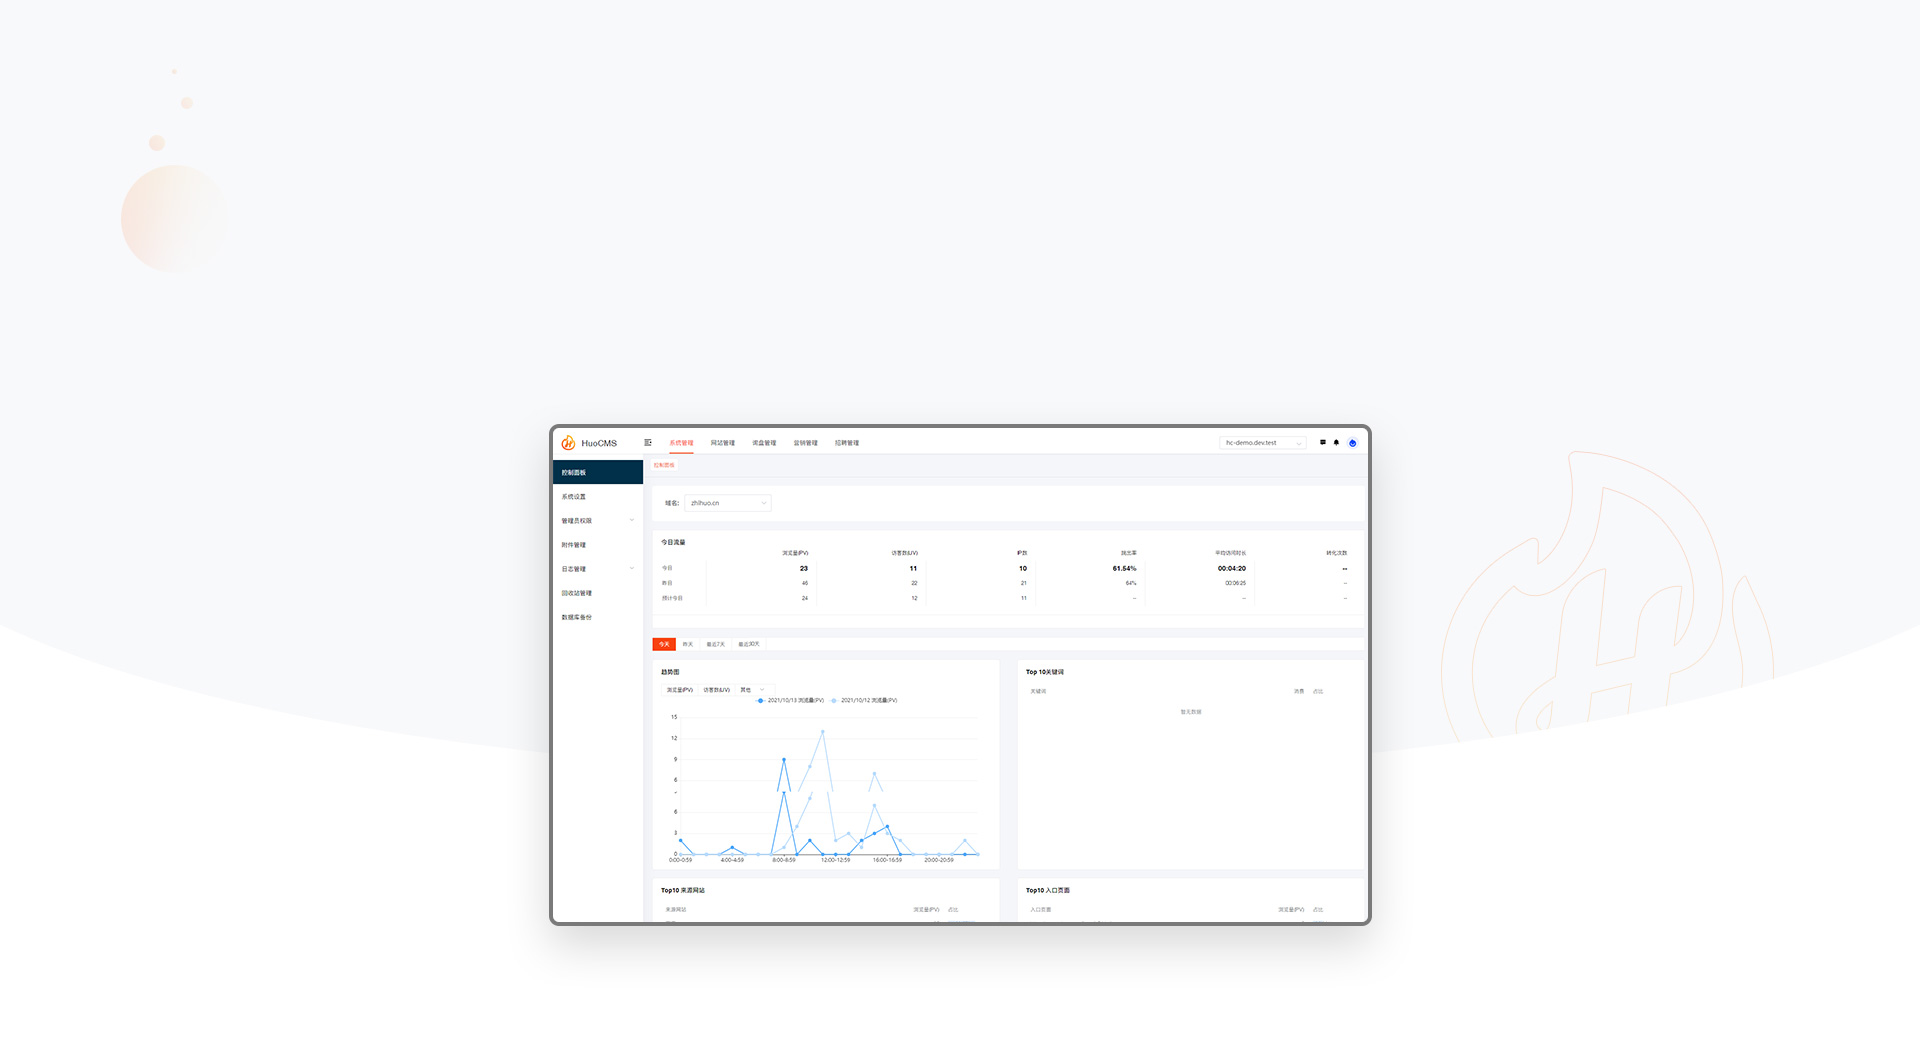 HuoCMS
系统管理 网站管理 询盘管理 营销管理 招聘管理
hc-demo.dev.test
控制面板
控制面板
系统设置
管理员权限
附件管理
日志管理
回收站管理
数据库备份
域名: zhihuo.cn
今日流量
浏览量(PV) 访客数(UV) IP数 跳出率 平均访问时长 转化次数
今日 23 11 10 61.54% 00:04:20 --
昨日 46 22 21 64% 00:06:25 --
预计今日 24 12 11 -- -- --
今天 昨天 最近7天 最近30天
趋势图
浏览量(PV) 访客数(UV) 其他
2021/10/13 浏览量(PV) 2021/10/12 浏览量(PV)
15
12
9
6
6
3
0
0:00-0:59 4:00-4:59 8:00-8:59 12:00-12:59 16:00-16:59 20:00-20:59
Top 10关键词
关键词 消费 占比
暂无数据
Top10 来源网站
来源网站 浏览量(PV) 占比
Top10 入口页面
入口页面 浏览量(PV) 占比